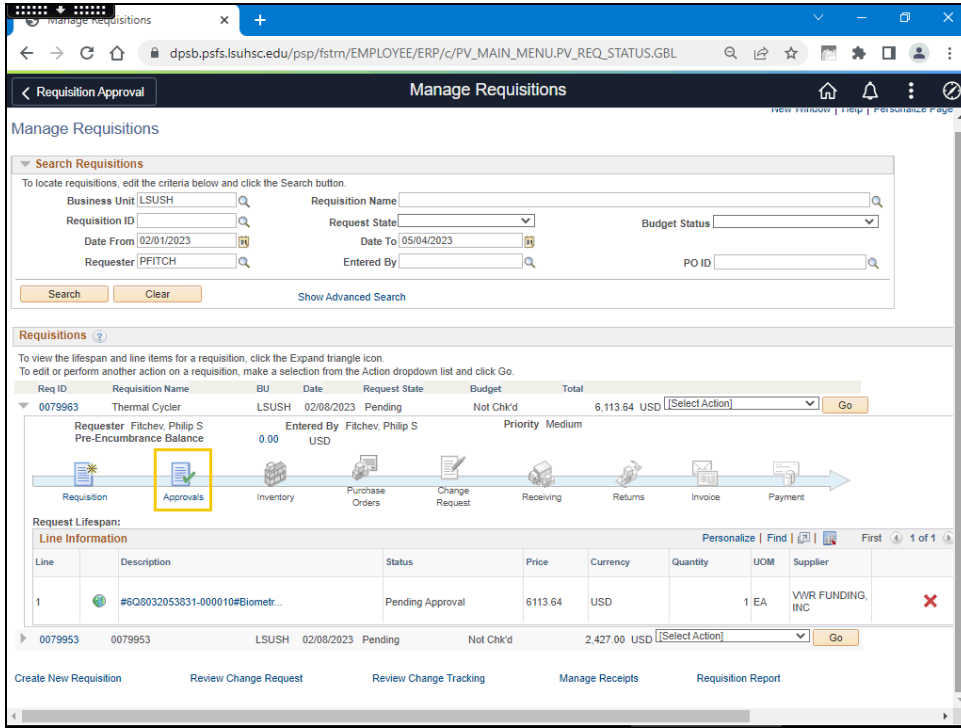 Manage Requisitions
dpsb.psfs.lsuhsc.edu/psp/fstrn/EMPLOYEE/ERP/c/PV_MAIN_MENU.PV_REQ_STATUS.GBL
Requisition Approval
Manage Requisitions
New Window | Help | Personalize Page
Manage Requisitions
Search Requisitions
To locate requisitions, edit the criteria below and click the Search button.
Business Unit LSUSH Requisition Name
Requisition ID Request State Budget Status
Date From 02/01/2023 Date To 05/04/2023
Requester PFITCH Entered By PO ID
Search Clear Show Advanced Search
Requisitions
To view the lifespan and line items for a requisition, click the Expand triangle icon.
To edit or perform another action on a requisition, make a selection from the Action dropdown list and click Go.
Req ID Requisition Name BU Date Request State Budget Total
0079963 Thermal Cycler LSUSH 02/08/2023 Pending Not Chk'd 6,113.64 USD [Select Action] Go
Requester Fitchev, Philip S Entered By Fitchev, Philip S Priority Medium
Pre-Encumbrance Balance 0.00 USD
Requisition Approvals Inventory Purchase Orders Change Request Receiving Returns Invoice Payment
Request Lifespan:
Line Information Personalize | Find | First 1 of 1
Line Description Status Price Currency Quantity UOM Supplier
1 #6Q8032053831-000010#Biometr... Pending Approval 6113.64 USD 1 EA VWR FUNDING, INC
0079953 0079953 LSUSH 02/08/2023 Pending Not Chk'd 2,427.00 USD [Select Action] Go
Create New Requisition Review Change Request Review Change Tracking Manage Receipts Requisition Report